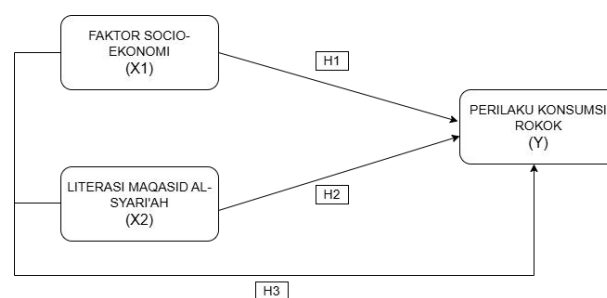 FAKTOR SOCIO-
EKONOMI
(X1)
H1
PERILAKU KONSUMSI
ROKOK
(Y)
LITERASI MAQASID AL-
SYARI'AH
(X2)
H2
H3